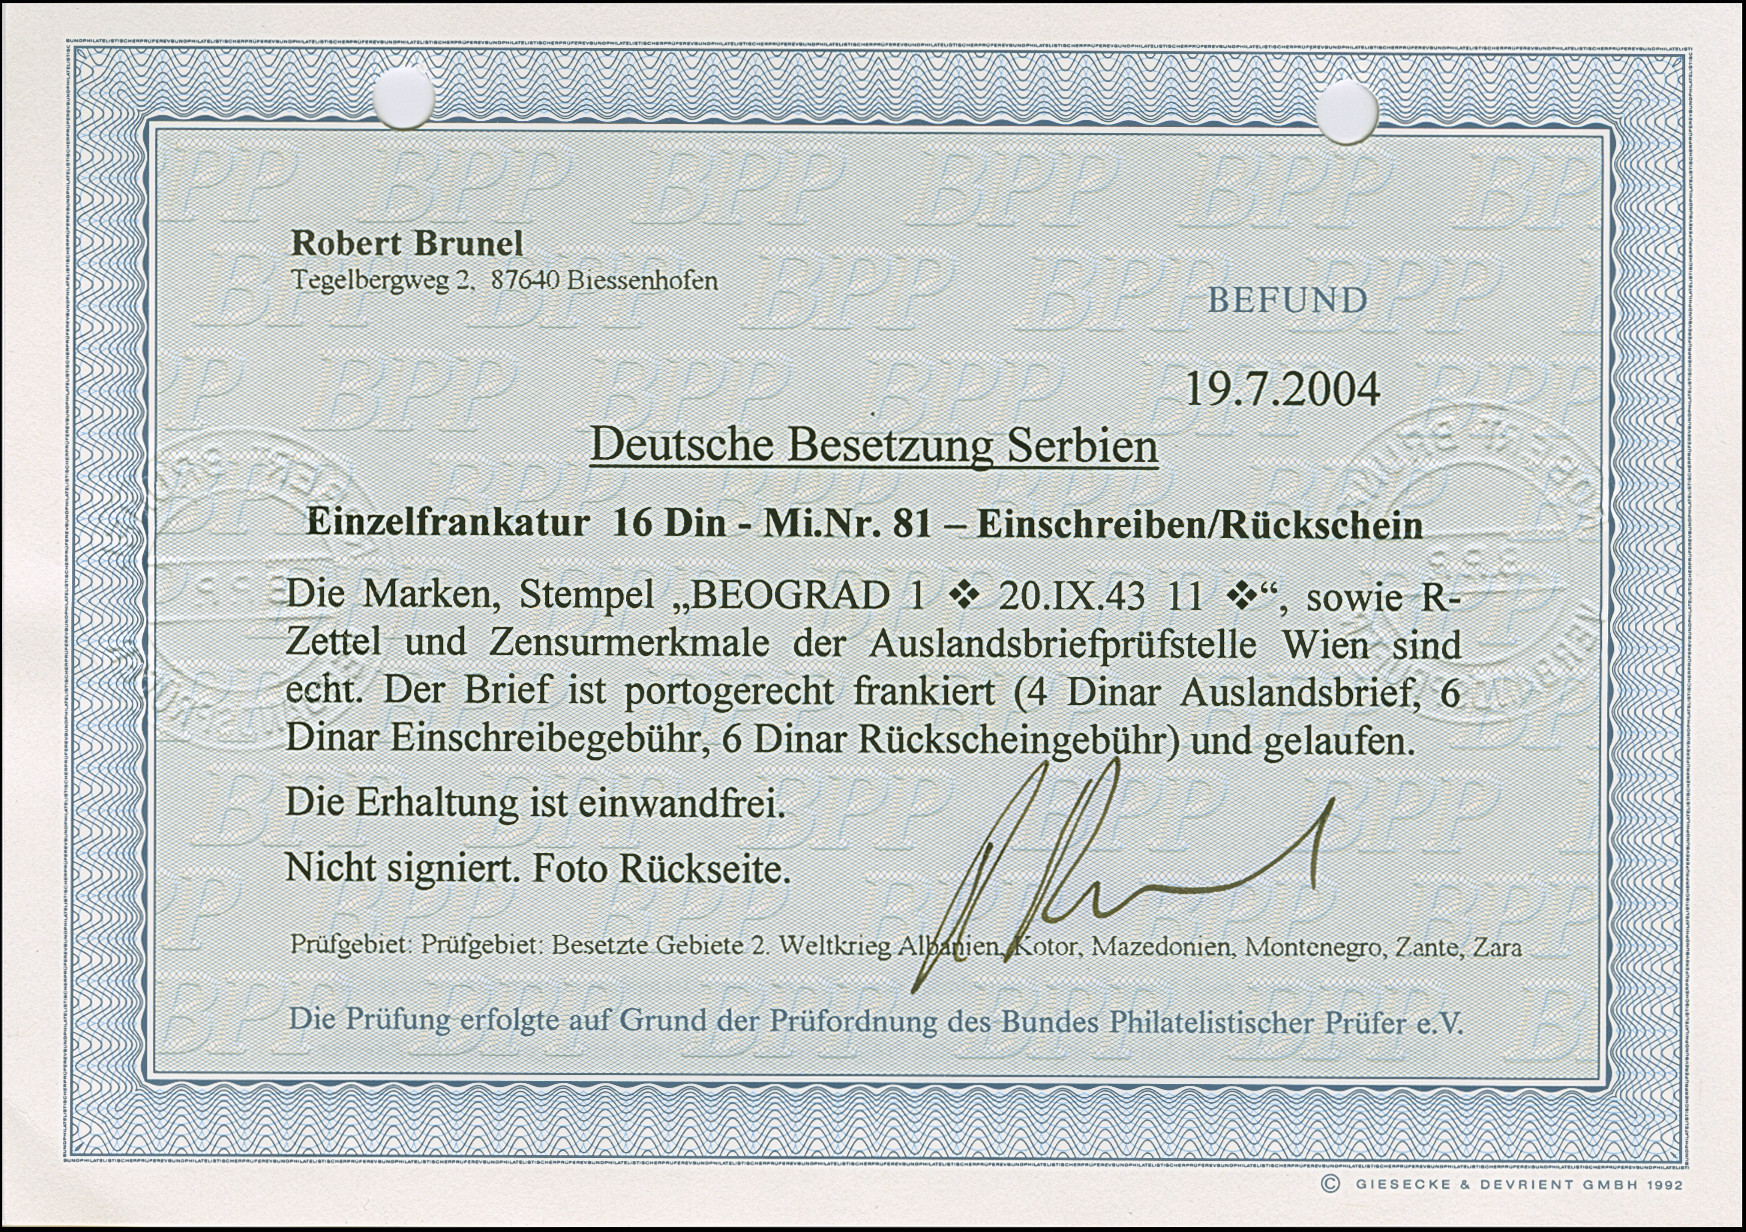 Robert Brunel
Tegelbergweg 2, 87640 Biessenhofen
BEFUND
19.7.2004
Deutsche Besetzung Serbien
Einzelfrankatur 16 Din - Mi.Nr. 81 – Einschreiben/Rückschein
Die Marken, Stempel „BEOGRAD 1 ❖ 20.IX.43 11 ❖“, sowie R-
Zettel und Zensurmerkmale der Auslandsbriefprüfstelle Wien sind
echt. Der Brief ist portogerecht frankiert (4 Dinar Auslandsbrief, 6
Dinar Einschreibegebühr, 6 Dinar Rückscheingebühr) und gelaufen.
Die Erhaltung ist einwandfrei.
Nicht signiert. Foto Rückseite.
Prüfgebiet: Prüfgebiet: Besetzte Gebiete 2. Weltkrieg Albanien, Kotor, Mazedonien, Montenegro, Zante, Zara
Die Prüfung erfolgte auf Grund der Prüfordnung des Bundes Philatelistischer Prüfer e.V.
© GIESECKE & DEVRIENT GMBH 1992